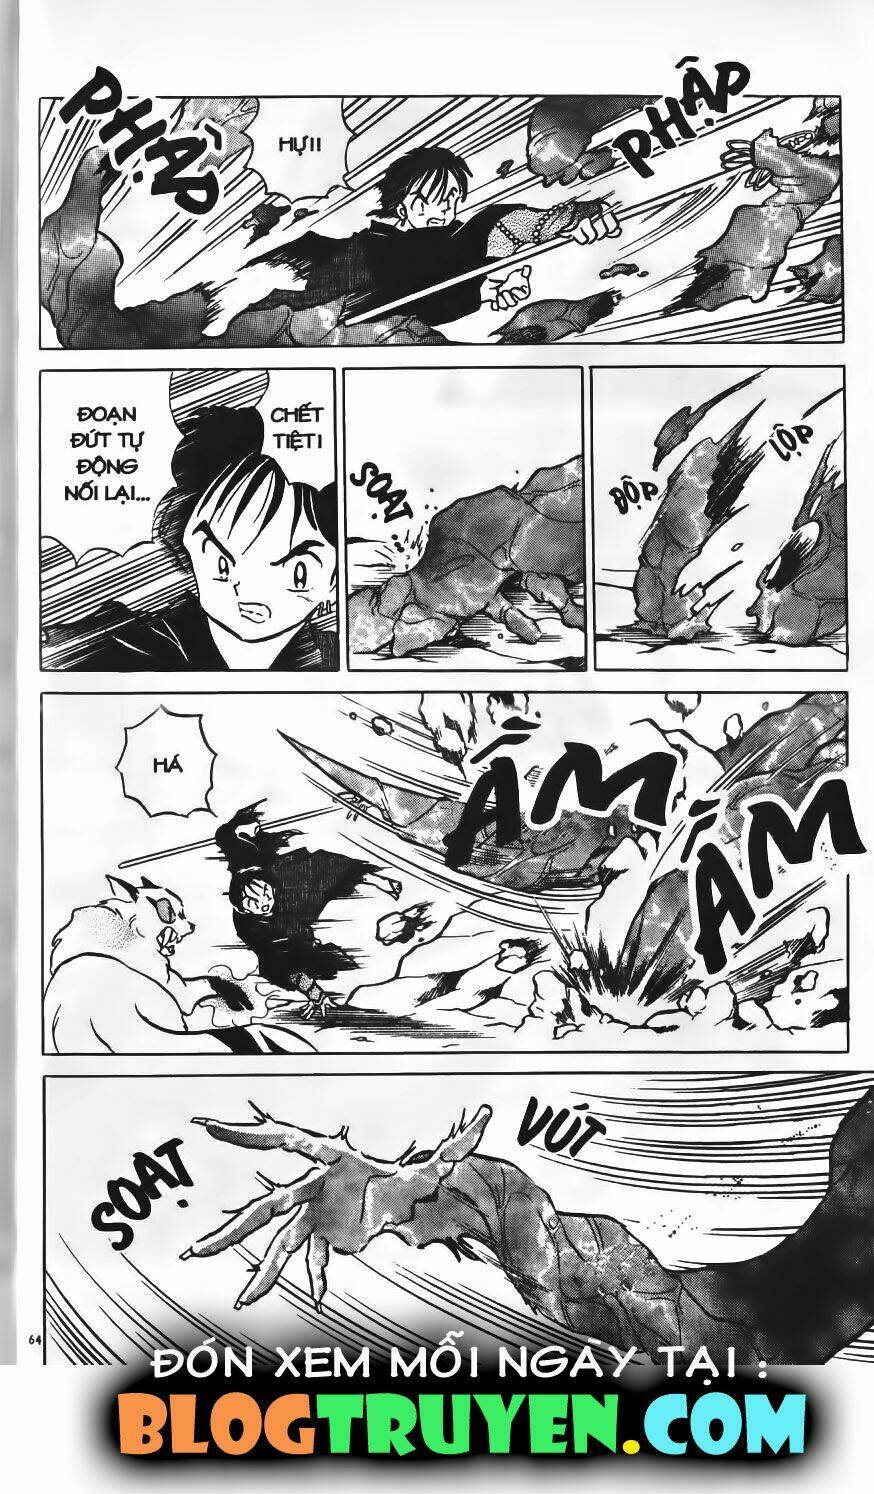 PHẬP
HỰ!!
PHẬP
ĐOẠN
ĐỨT TỰ
ĐỘNG
NỐI LẠI...
CHẾT
TIỆT!
SOẠT
BỘP
LỘP
HÁ
ẦM
ẦM
SOẠT
VÚT
64
ĐÓN XEM MỖI NGÀY TẠI :
BLOGTRUYEN.COM